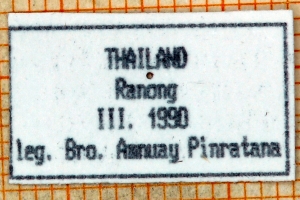 THAILAND
Ranong
III. 1990
leg. Bro. Amnuay Pinratana